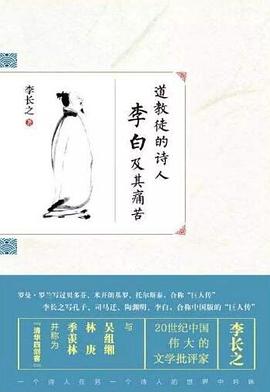 道教徒的诗人
李白及其痛苦
李长之 著
罗曼·罗兰写过贝多芬、米开朗基罗、托尔斯泰，合称“巨人传”
李长之写孔子、司马迁、陶渊明、李白，合称中国版的“巨人传”
李长之
20世纪中国
伟大的
文学批评家
与
吴组缃
林庚
季羡林
并称为
『清华四剑客』
一个诗人在另一个诗人的世界中